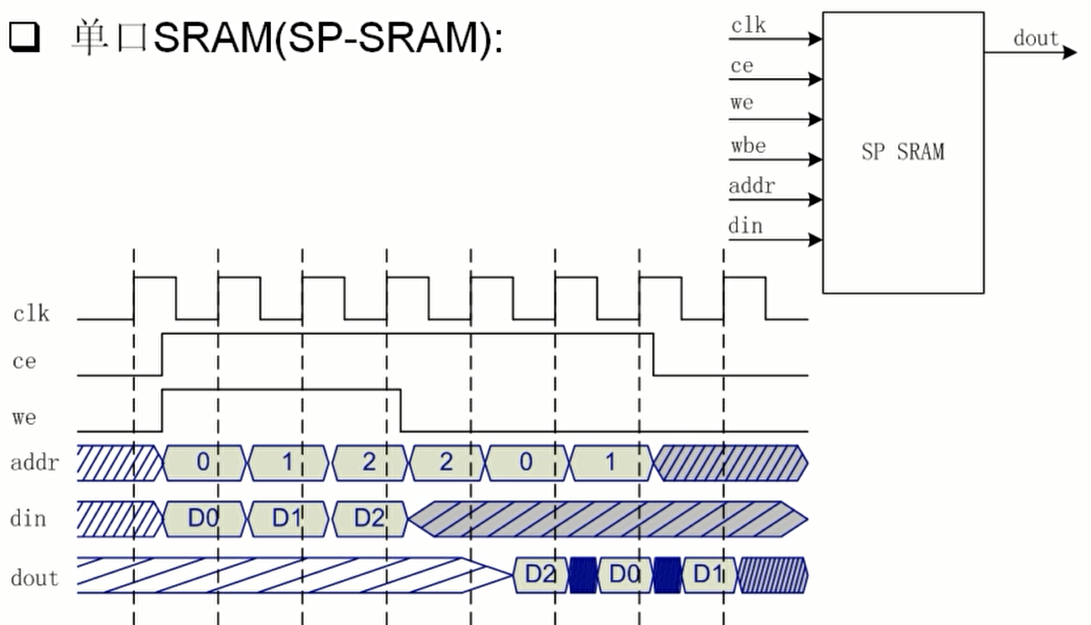 ❑ 单口SRAM(SP-SRAM):
clk
ce
we
wbe
addr
din
SP SRAM
dout
clk
ce
we
addr 0 1 2 2 0 1
din D0 D1 D2
dout D2 D0 D1